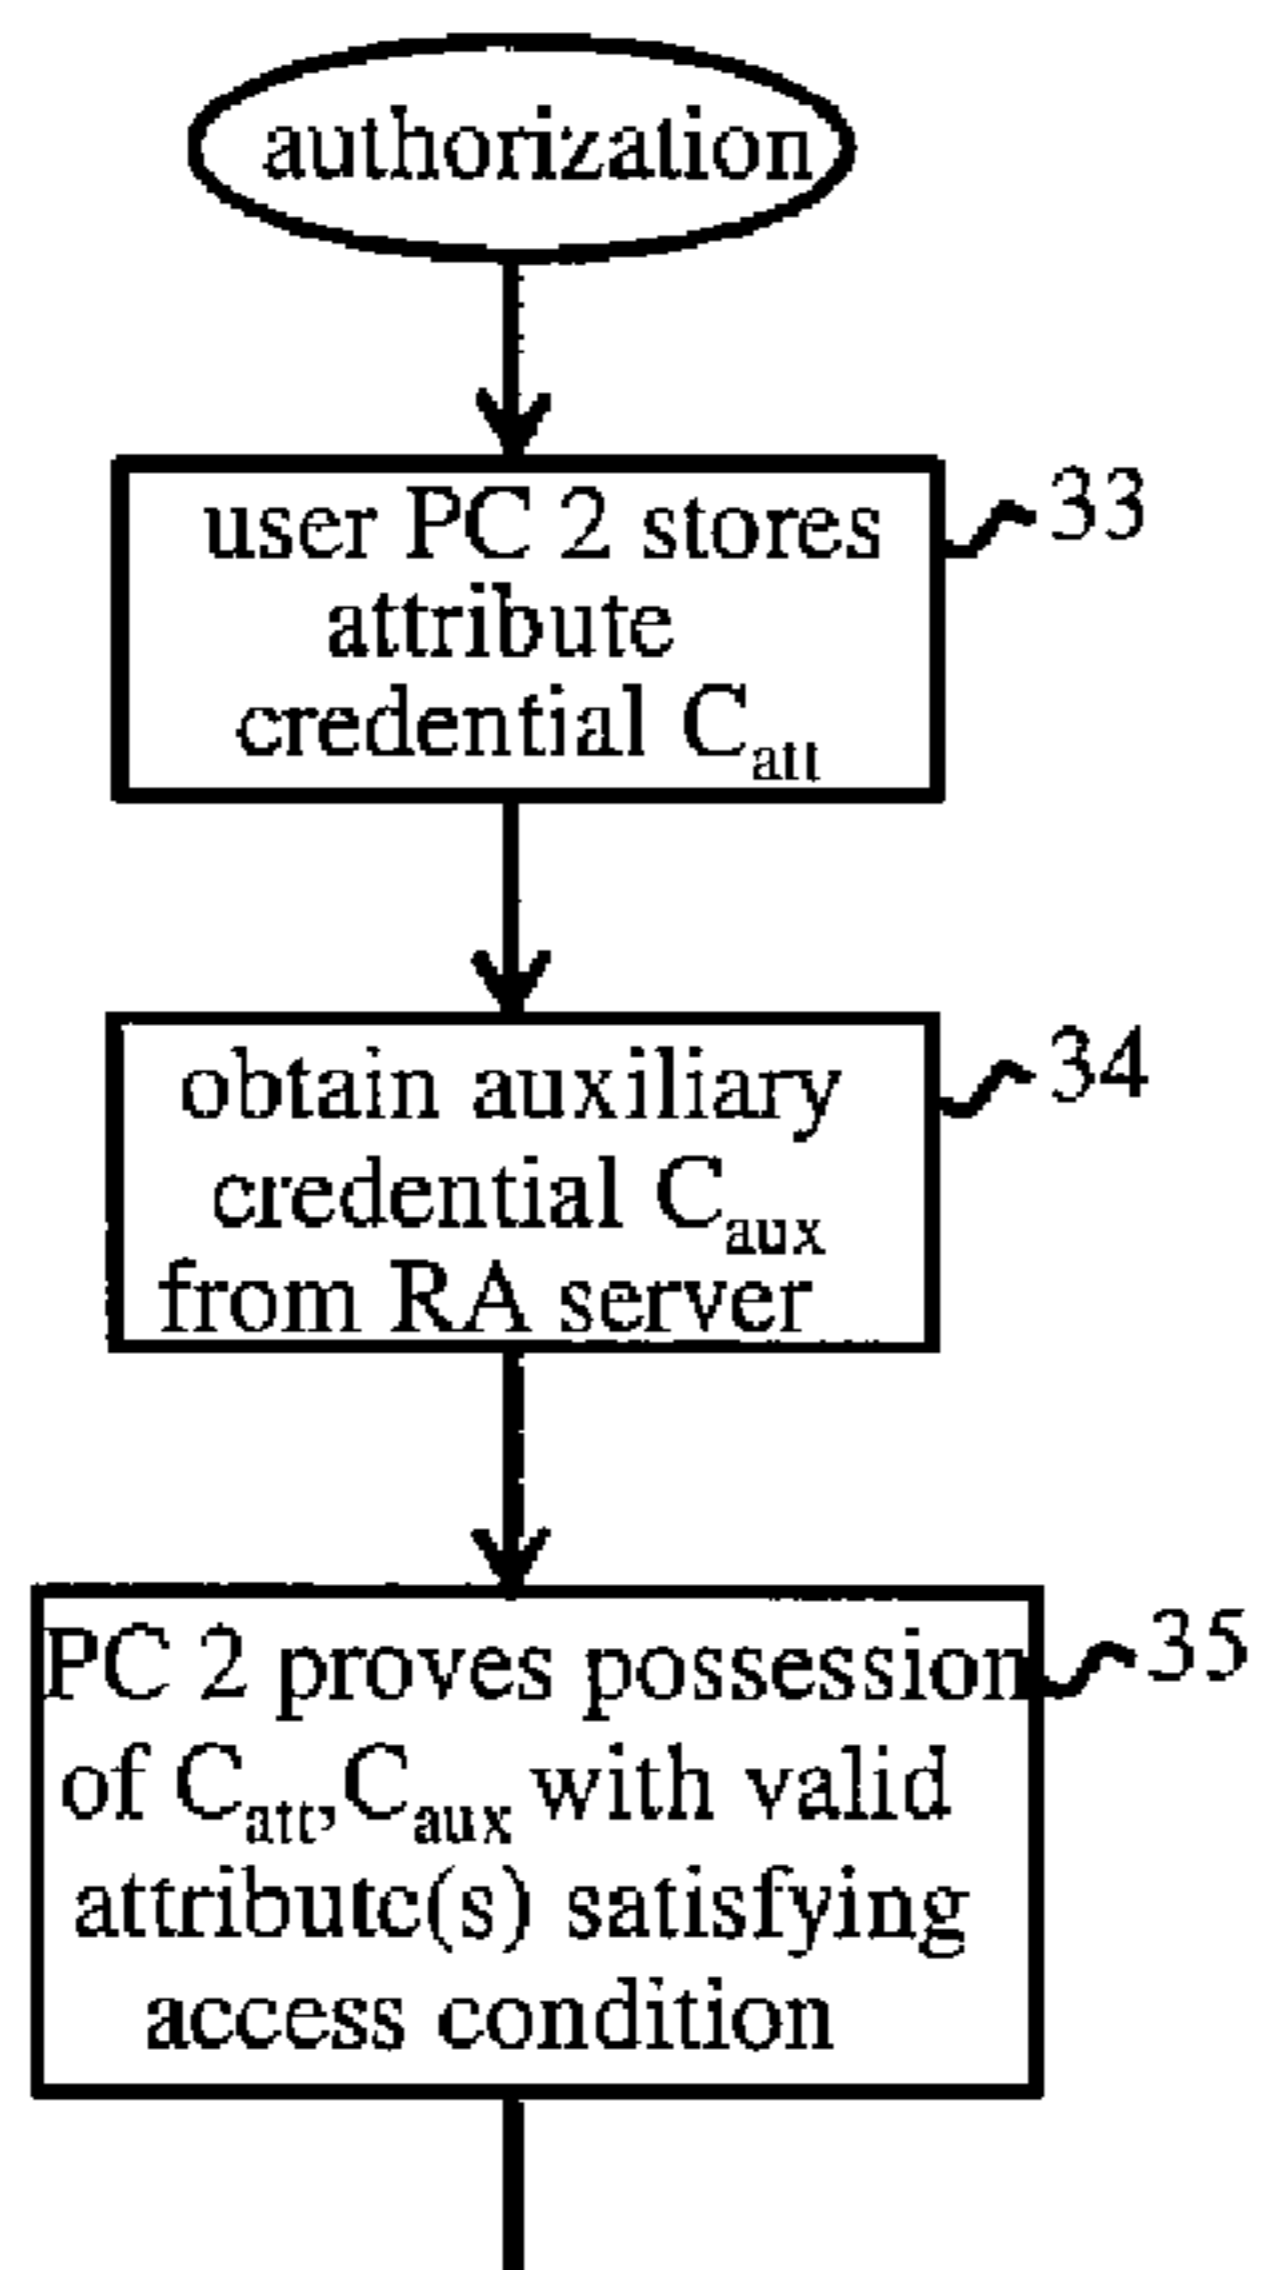 authorization
user PC 2 stores
33
attribute
credential Catt
obtain auxiliary
34
credential Caux
from RA server
PC 2 proves possession
35
of Catt,Caux with valid
attribute(s) satisfying
access condition